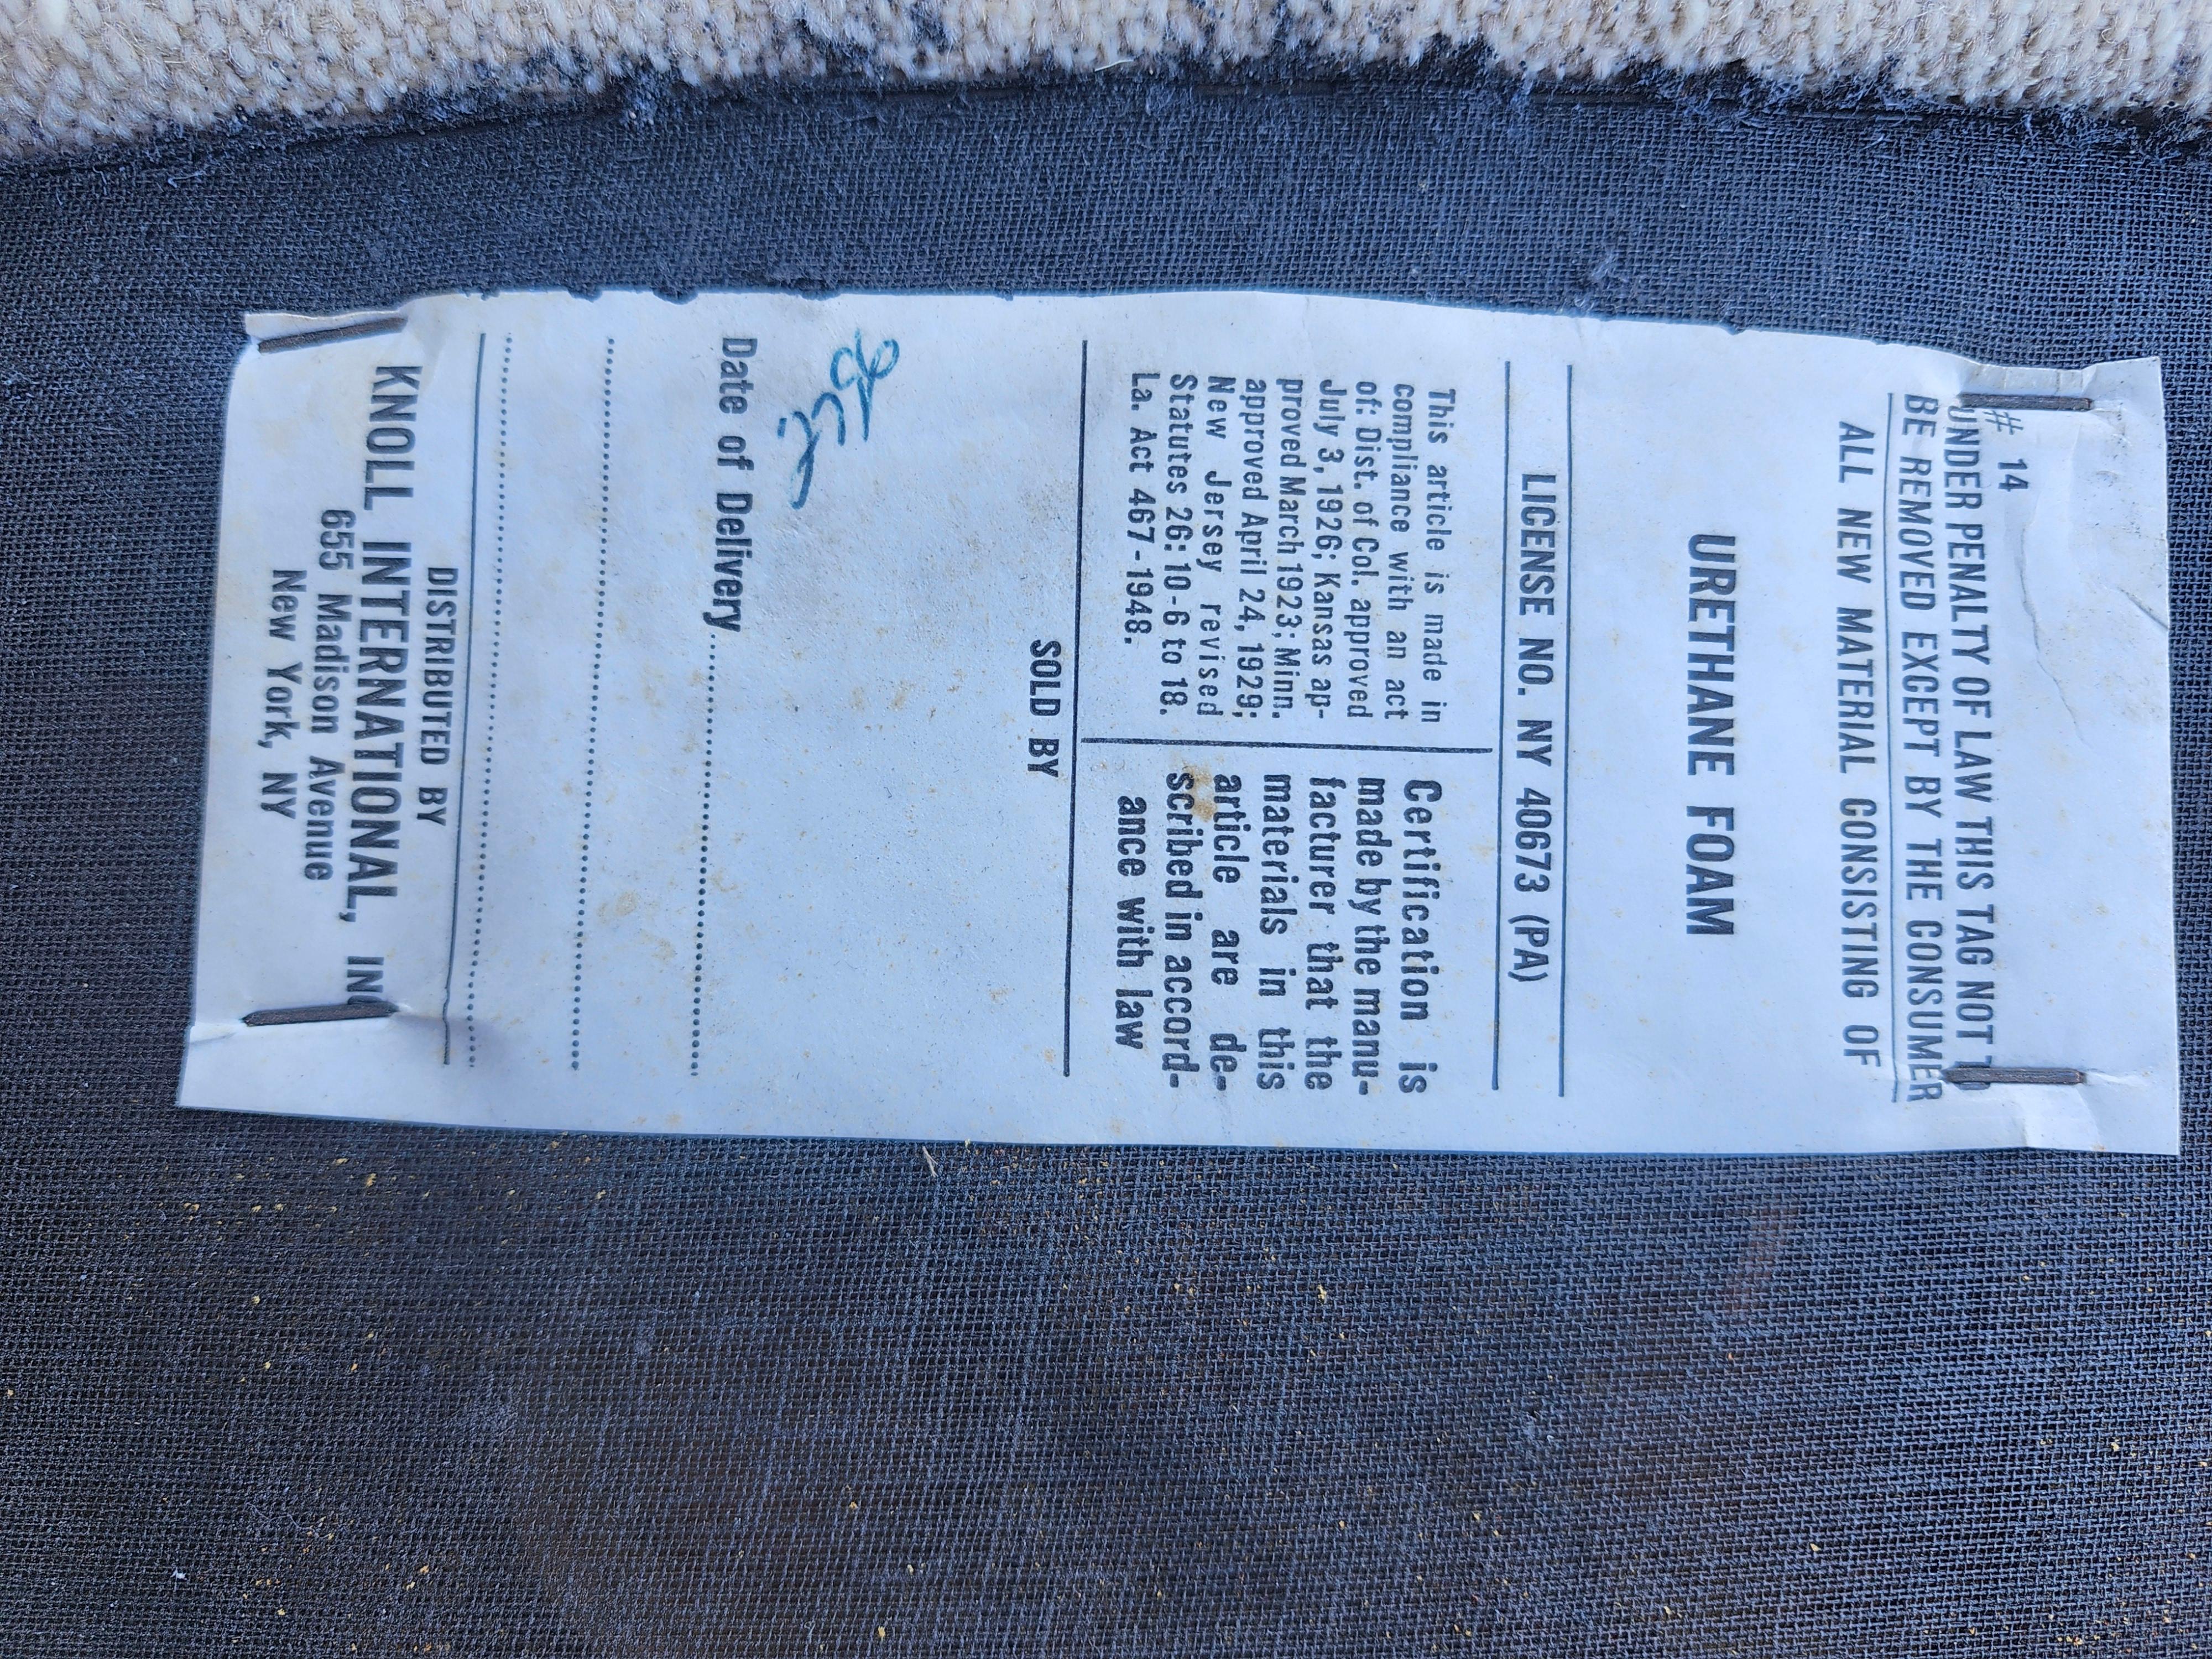 # 14
UNDER PENALTY OF LAW THIS TAG NOT
BE REMOVED EXCEPT BY THE CONSUMER
ALL NEW MATERIAL CONSISTING OF
URETHANE FOAM
LICENSE NO. NY 40673 (PA)
This article is made in
compliance with an act
of: Dist. of Col. approved
July 3, 1926; Kansas ap-
proved March 1923; Minn.
approved April 24, 1929;
New Jersey revised
Statutes 26: 10-6 to 18.
La. Act 467-1948.
Certification is
made by the manu-
facturer that the
materials in this
article are de-
scribed in accord-
ance with law
SOLD BY
Date of Delivery
DISTRIBUTED BY
KNOLL INTERNATIONAL, INC
655 Madison Avenue
New York, NY